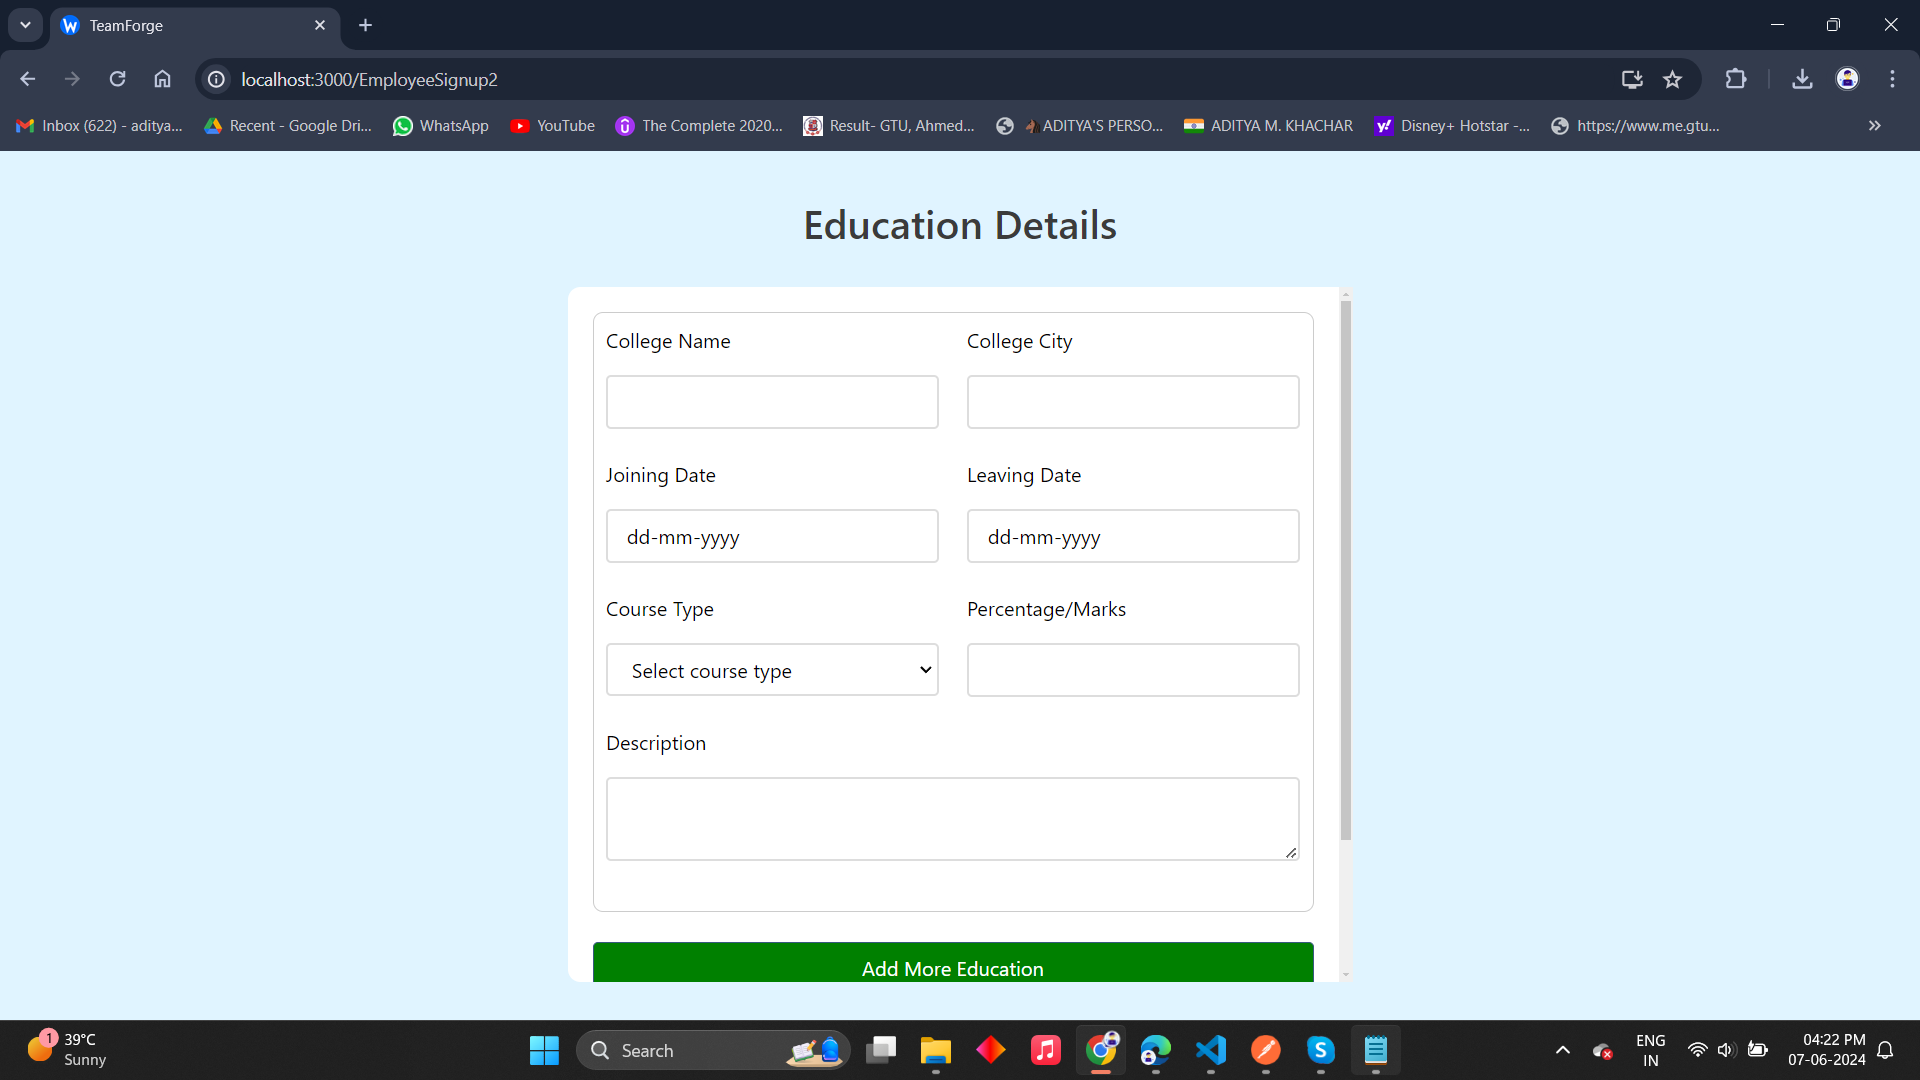 TeamForge
localhost:3000/EmployeeSignup2
Inbox (622) - aditya...
Recent - Google Dri...
WhatsApp
YouTube
The Complete 2020...
Result- GTU, Ahmed...
ADITYA'S PERSO...
ADITYA M. KHACHAR
Disney+ Hotstar -...
https://www.me.gtu...
Education Details
College Name
College City
Joining Date
Leaving Date
dd-mm-yyyy
dd-mm-yyyy
Course Type
Percentage/Marks
Select course type
Description
Add More Education
1
39°C
Sunny
Search
ENG
IN
04:22 PM
07-06-2024